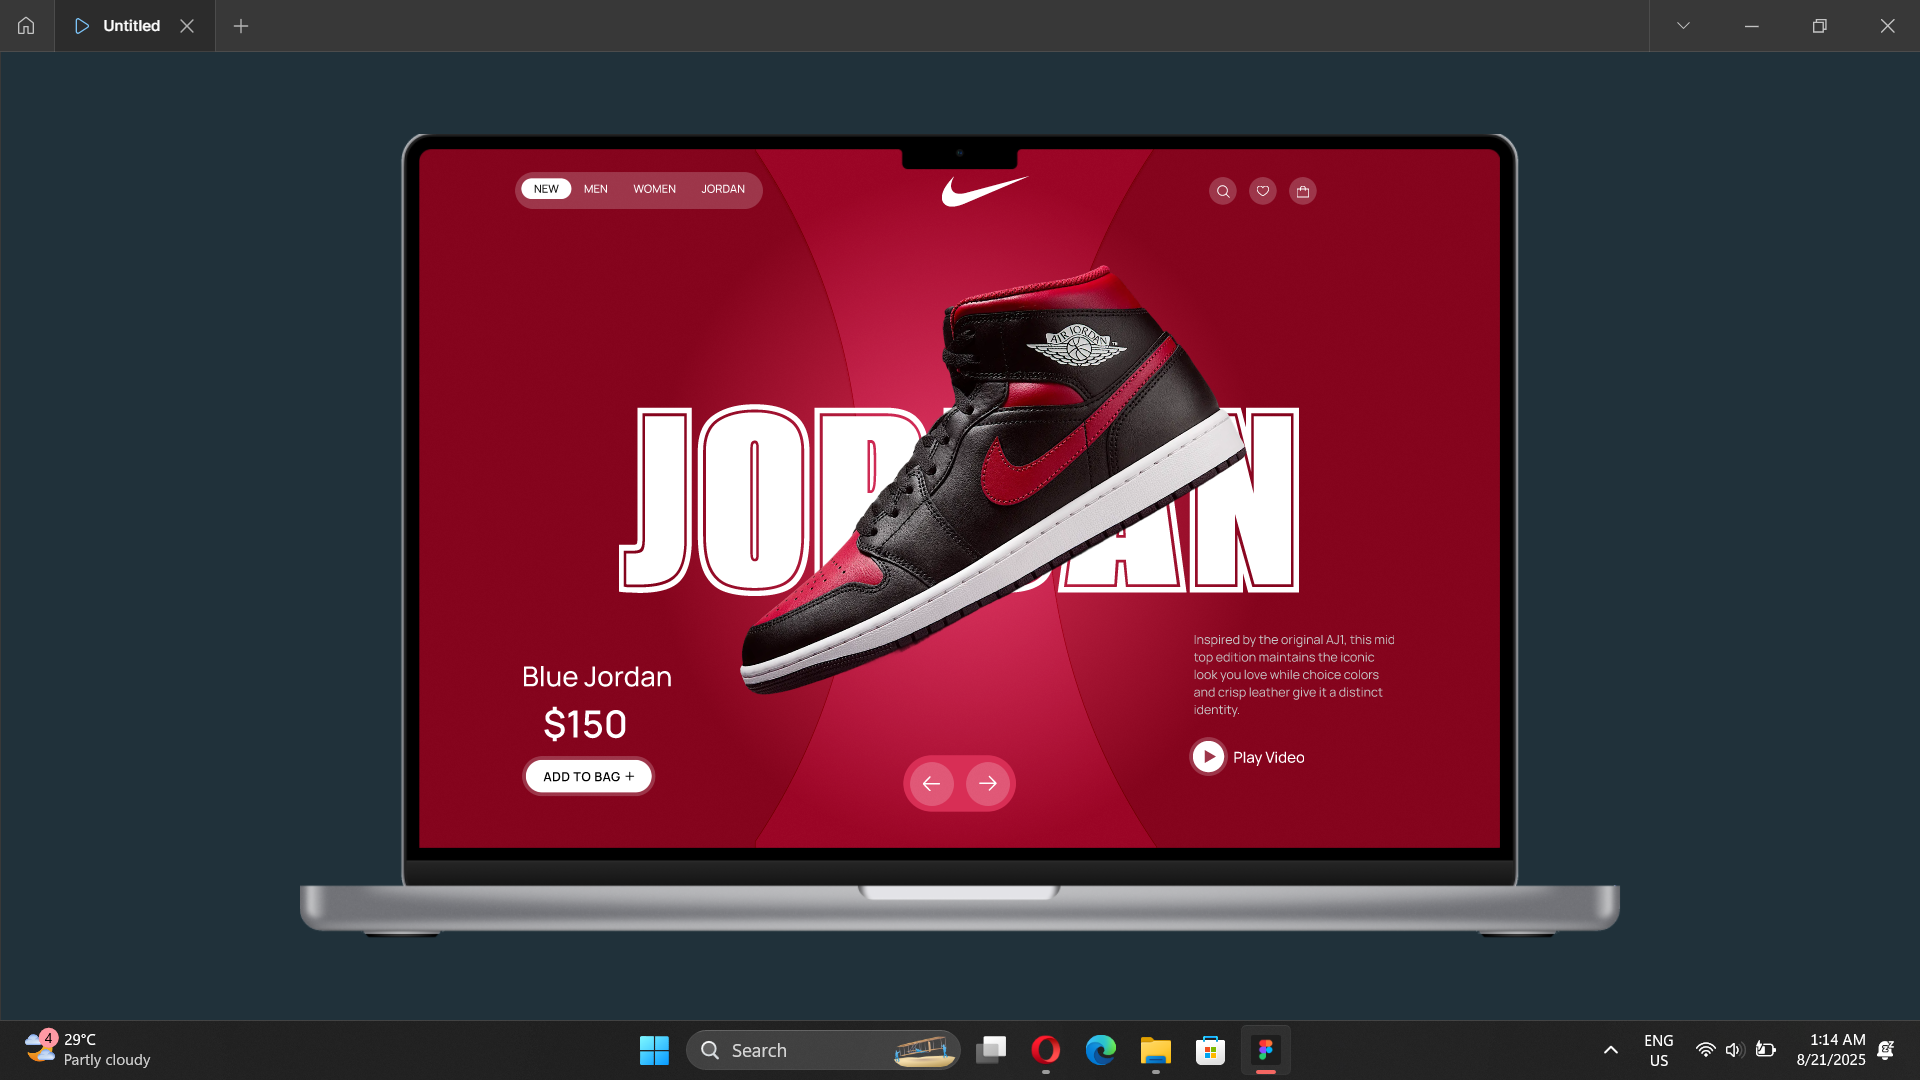 Untitled
NEW MEN WOMEN JORDAN
AIR JORDAN
TM
JORDAN
Inspired by the original AJ1, this mid
top edition maintains the iconic
look you love while choice colors
and crisp leather give it a distinct
identity.
Blue Jordan
$150
ADD TO BAG +
Play Video
4
29°C
Partly cloudy
Search
ENG
US
1:14 AM
8/21/2025